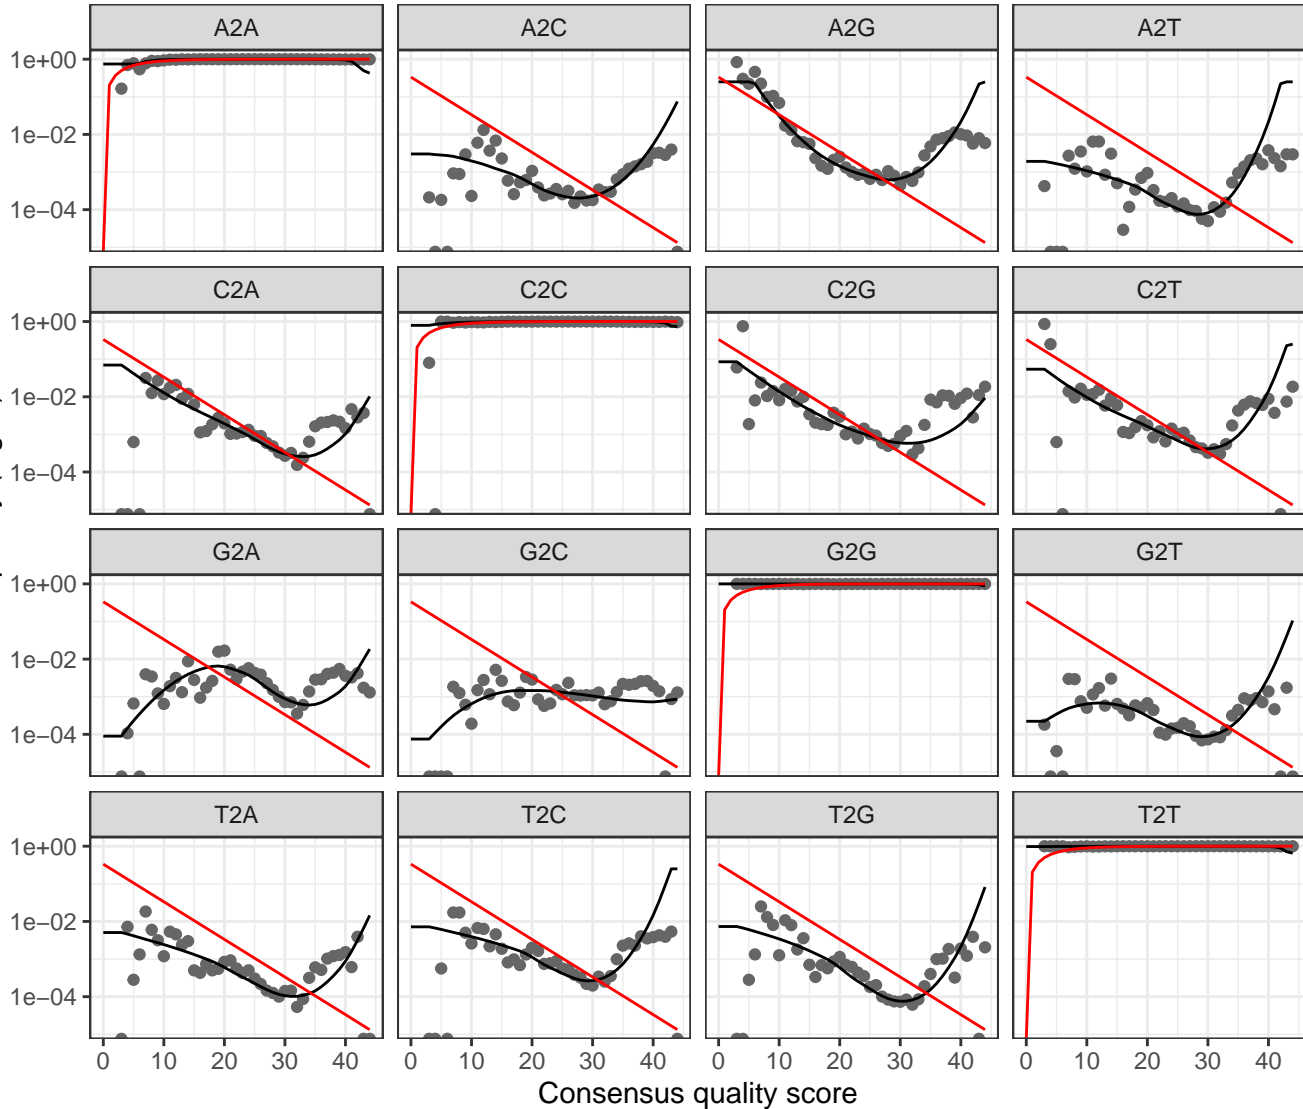 A2A A2C A2G A2T
1e+00
1e−02
1e−04
C2A C2C C2G C2T
1e+00
1e−02
1e−04
G2A G2C G2G G2T
1e+00
1e−02
1e−04
T2A T2C T2G T2T
1e+00
1e−02
1e−04
0 10 20 30 40 0 10 20 30 40 0 10 20 30 40 0 10 20 30 40
Consensus quality score